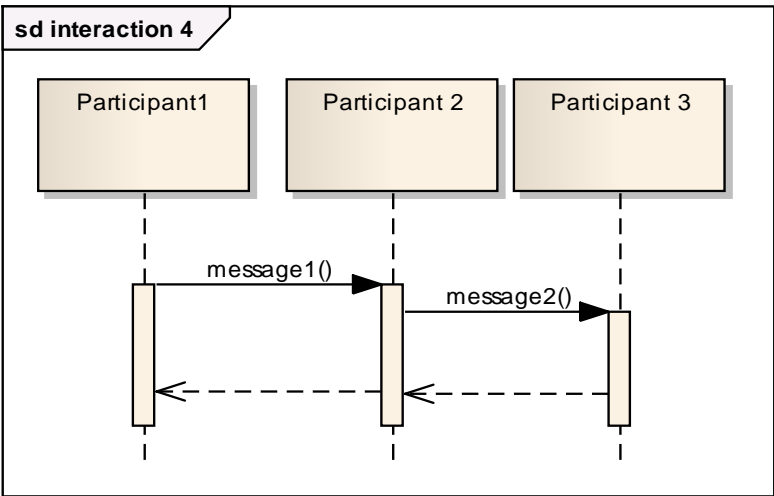 sd interaction 4
Participant1
Participant 2
Participant 3
message1()
message2()